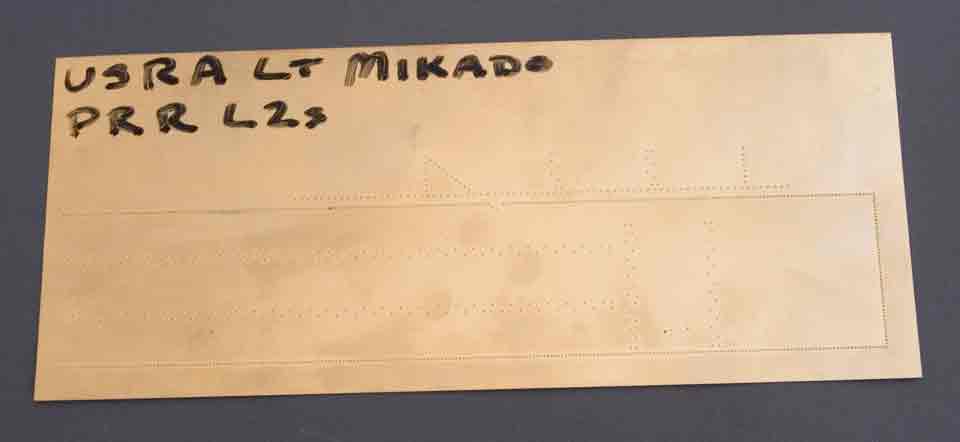 USRA LT MIKADO
PRR L2s